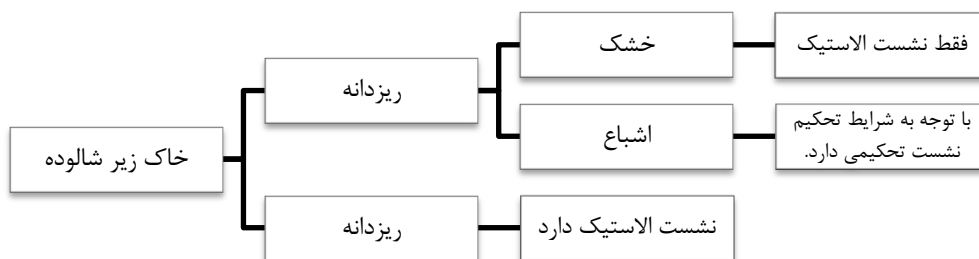 خاک زیر شالوده
ریزدانه
خشک
فقط نشست الاستیک
اشباع
با توجه به شرایط تحکیم
نشست تحکیمی دارد.
ریزدانه
نشست الاستیک دارد